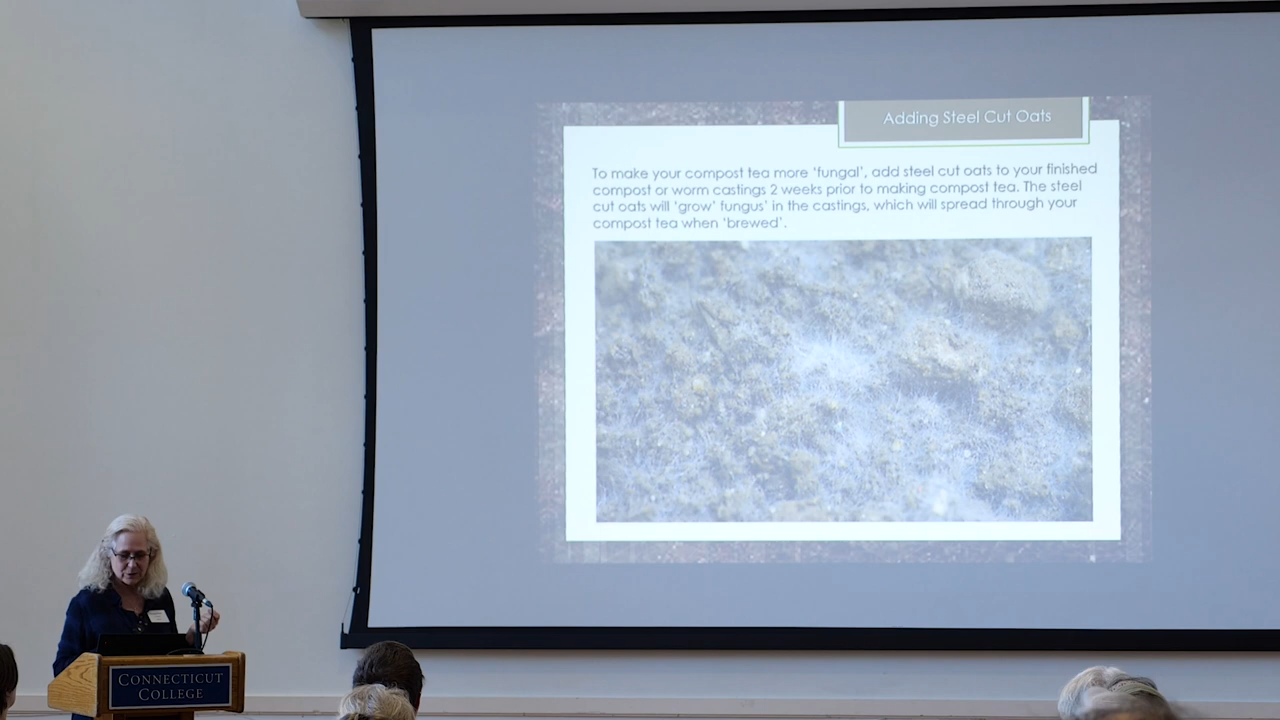 Adding Steel Cut Oats
To make your compost tea more ‘fungal’, add steel cut oats to your finished
compost or worm castings 2 weeks prior to making compost tea. The steel
cut oats will ‘grow’ fungus’ in the castings, which will spread through your
compost tea when ‘brewed’.
CONNECTICUT
COLLEGE